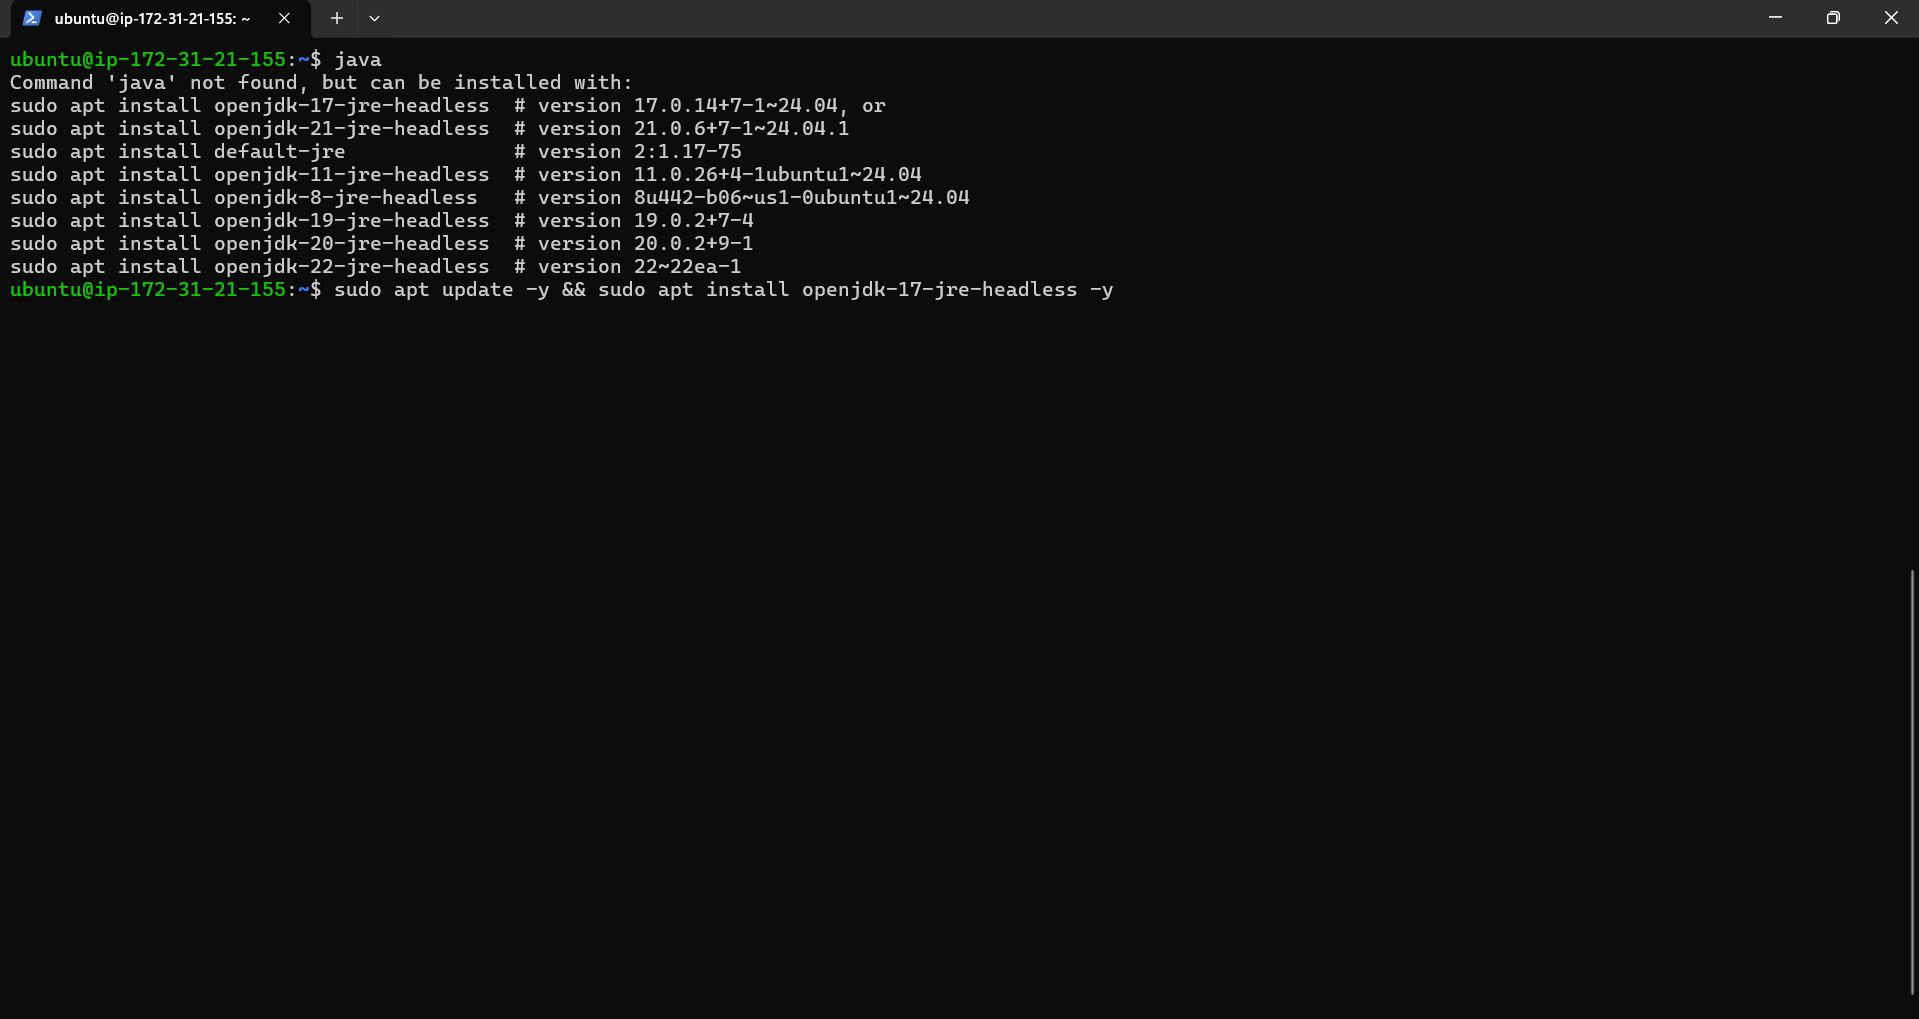 ubuntu@ip-172-31-21-155: ~
ubuntu@ip-172-31-21-155:~$ java
Command 'java' not found, but can be installed with:
sudo apt install openjdk-17-jre-headless  # version 17.0.14+7-1~24.04, or
sudo apt install openjdk-21-jre-headless  # version 21.0.6+7-1~24.04.1
sudo apt install default-jre              # version 2:1.17-75
sudo apt install openjdk-11-jre-headless  # version 11.0.26+4-1ubuntu1~24.04
sudo apt install openjdk-8-jre-headless   # version 8u442-b06~us1-0ubuntu1~24.04
sudo apt install openjdk-19-jre-headless  # version 19.0.2+7-4
sudo apt install openjdk-20-jre-headless  # version 20.0.2+9-1
sudo apt install openjdk-22-jre-headless  # version 22~22ea-1
ubuntu@ip-172-31-21-155:~$ sudo apt update -y && sudo apt install openjdk-17-jre-headless -y